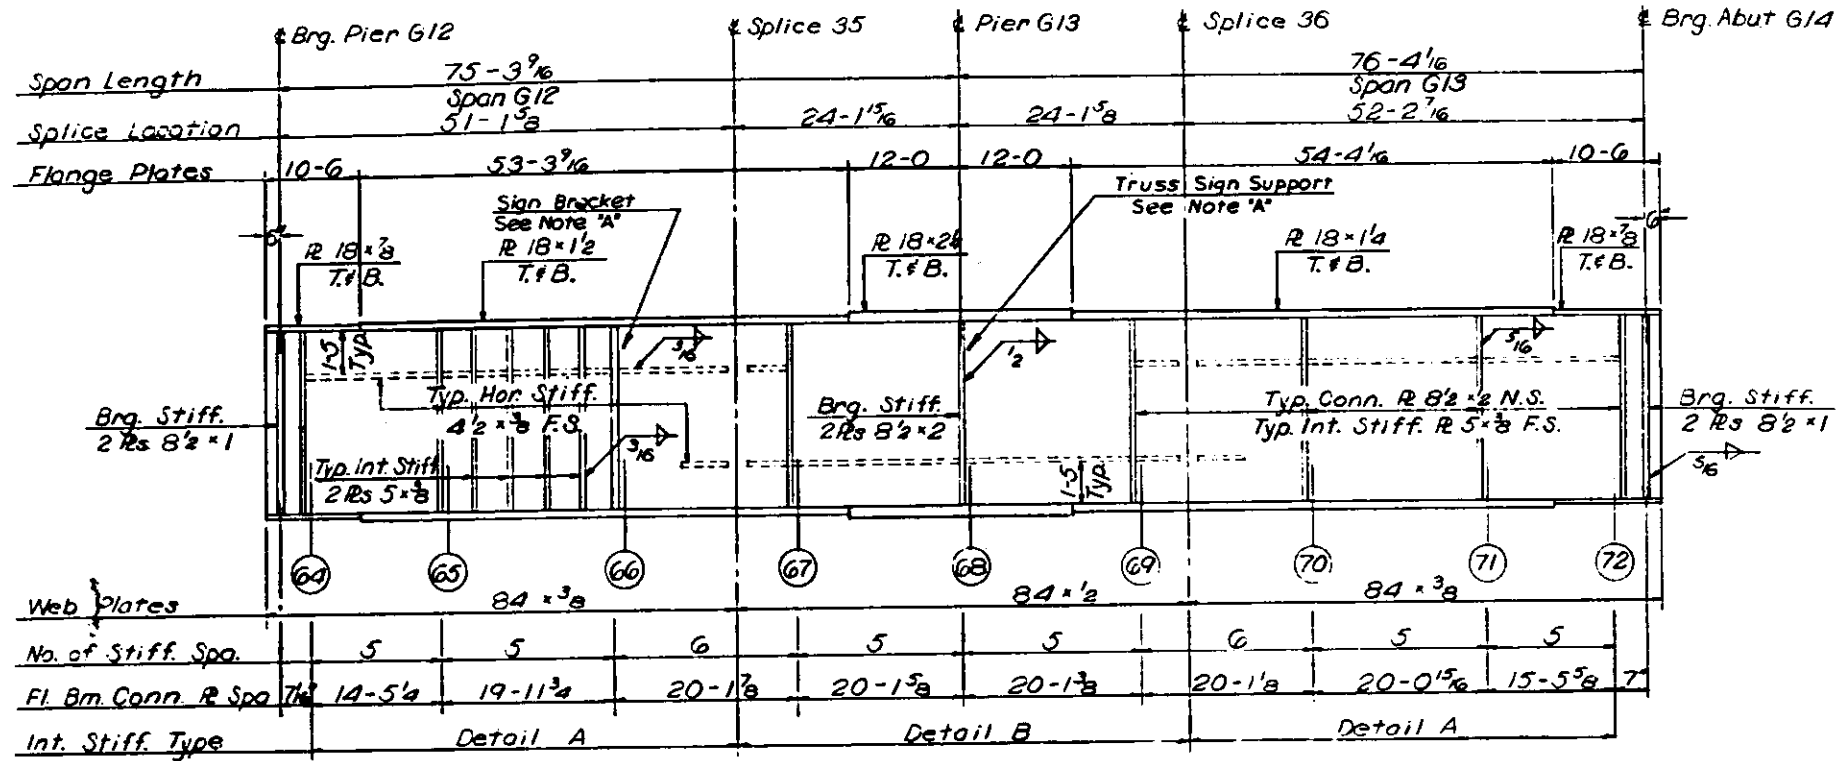 ℄ Brg. Pier G12
℄ Splice 35
℄ Pier G13
℄ Splice 36
℄ Brg. Abut G14
Span Length
75-3 9/16
Span G12
76-4 1/16
Span G13
Splice Location
51-1 5/8
24-1 15/16
24-1 5/8
52-2 7/16
Flange Plates
10-6
53-3 9/16
12-0
12-0
54-4 1/16
10-6
Sign Bracket
See Note "A"
Truss Sign Support
See Note "A"
6"
6"
℞ 18 × 7/8
T. & B.
℞ 18 × 1 1/2
T. & B.
T. & B.
℞ 18 × 1 1/4
T. & B.
℞ 18 × 7/8
T. & B.
1-5
Typ.
3/16
1/2
5/16
Typ. Hor. Stiff.
4 1/2 × 3/8 F.S.
Brg. Stiff.
2 ℞s 8 1/2 × 1
Brg. Stiff.
2 ℞s 8 1/2 × 2
Typ. Conn. ℞ 8 1/2 × 1/2 N.S.
Typ. Int. Stiff. ℞ 5 × 3/8 F.S.
Brg. Stiff.
2 ℞s 8 1/2 × 1
3/16
Typ. Int. Stiff.
2 ℞s 5 × 3/8
1-5
Typ.
5/16
64
65
66
67
68
69
70
71
72
Web Plates
84 × 3/8
84 × 1/2
84 × 3/8
No. of Stiff. Spa.
5
5
6
5
5
6
5
5
Fl. Bm. Conn. ℞ Spa
14-5 1/4
19-11 3/4
20-1 7/8
20-1 5/8
20-1 3/8
20-1 1/8
20-0 15/16
15-5 5/8
7"
Int. Stiff. Type
Detail A
Detail B
Detail A